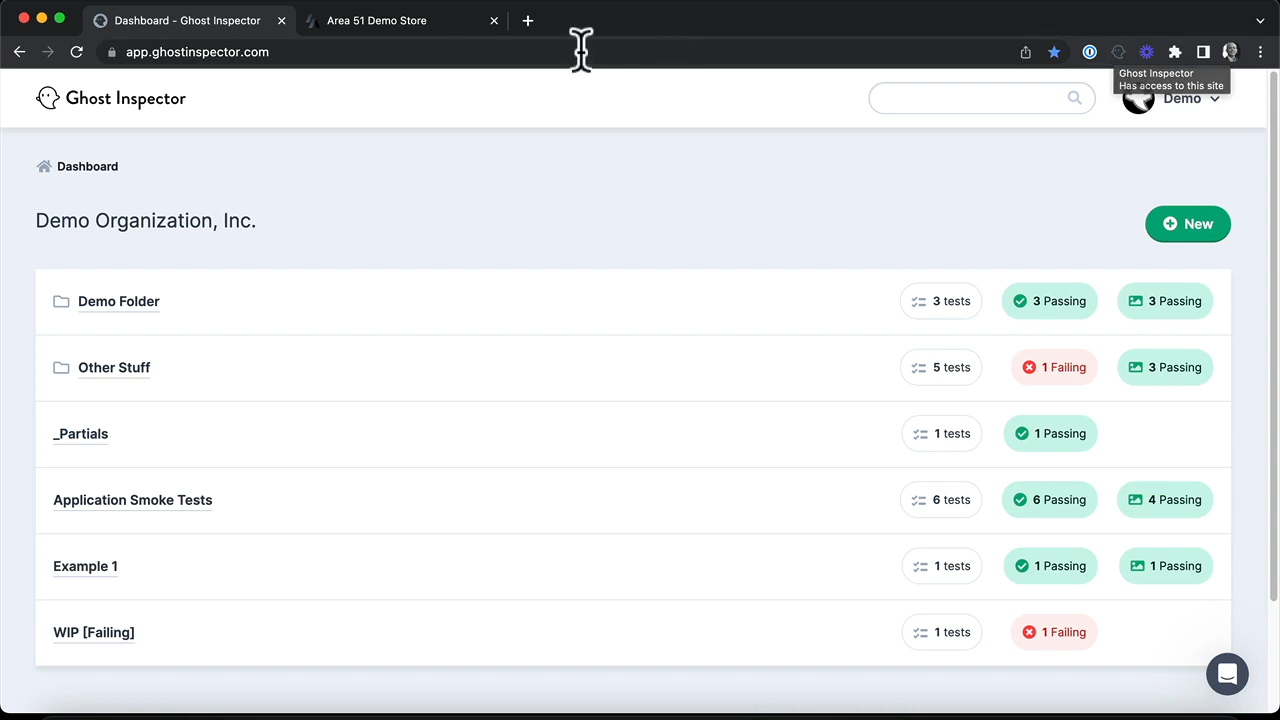 Dashboard - Ghost Inspector
Area 51 Demo Store
app.ghostinspector.com
Ghost Inspector
Has access to this site
Ghost Inspector
Demo
Dashboard
Demo Organization, Inc.
New
Demo Folder 3 tests 3 Passing 3 Passing
Other Stuff 5 tests 1 Failing 3 Passing
_Partials 1 tests 1 Passing
Application Smoke Tests 6 tests 6 Passing 4 Passing
Example 1 1 tests 1 Passing 1 Passing
WIP [Failing] 1 tests 1 Failing